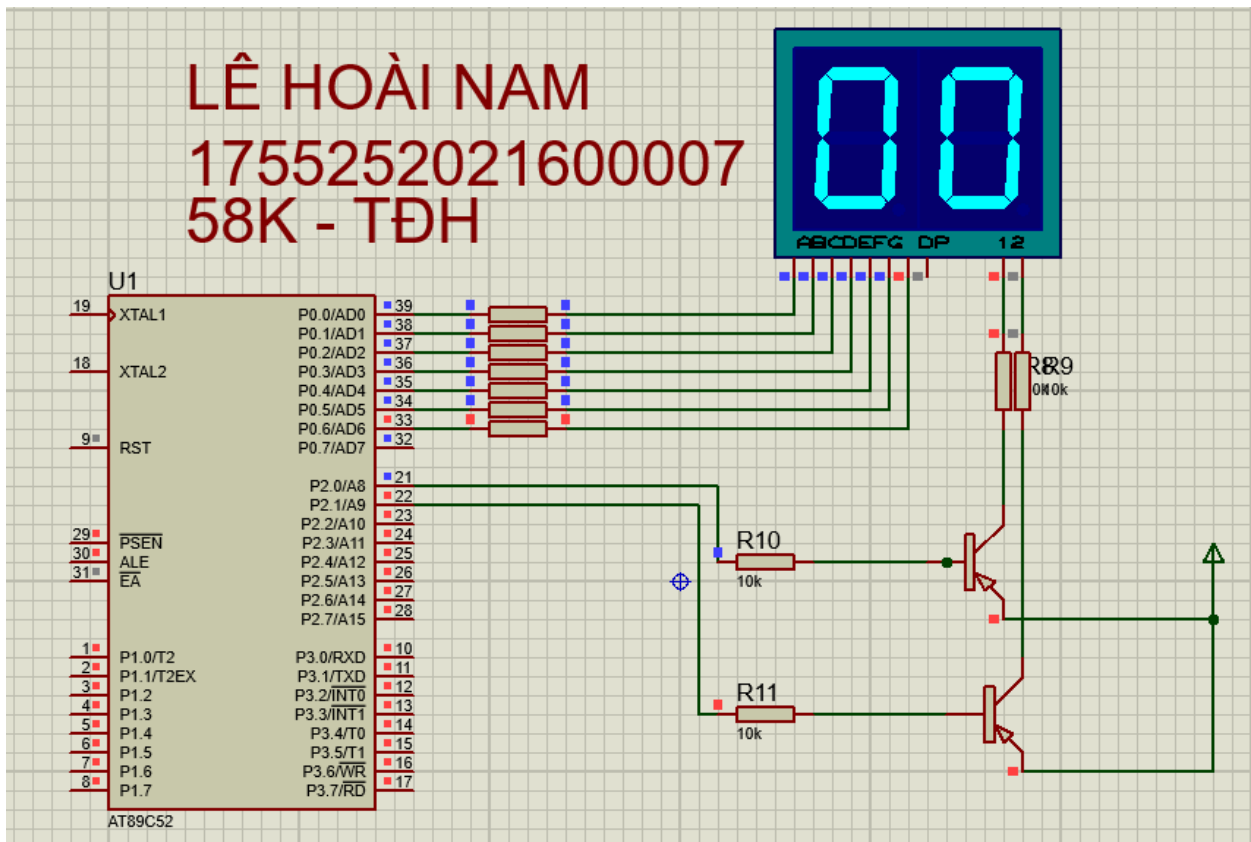 LÊ HOÀI NAM
1755252021600007
58K - TĐH
ABCDEFG DP
12
U1
19
XTAL1
18
XTAL2
9
RST
29
PSEN
30
ALE
31
EA
1
P1.0/T2
2
P1.1/T2EX
3
P1.2
4
P1.3
5
P1.4
6
P1.5
7
P1.6
8
P1.7
P0.0/AD0
39
P0.1/AD1
38
P0.2/AD2
37
P0.3/AD3
36
P0.4/AD4
35
P0.5/AD5
34
P0.6/AD6
33
P0.7/AD7
32
P2.0/A8
21
P2.1/A9
22
P2.2/A10
23
P2.3/A11
24
P2.4/A12
25
P2.5/A13
26
P2.6/A14
27
P2.7/A15
28
P3.0/RXD
10
P3.1/TXD
11
P3.2/INT0
12
P3.3/INT1
13
P3.4/T0
14
P3.5/T1
15
P3.6/WR
16
P3.7/RD
17
AT89C52
00
R9
R10
10k
R11
10k